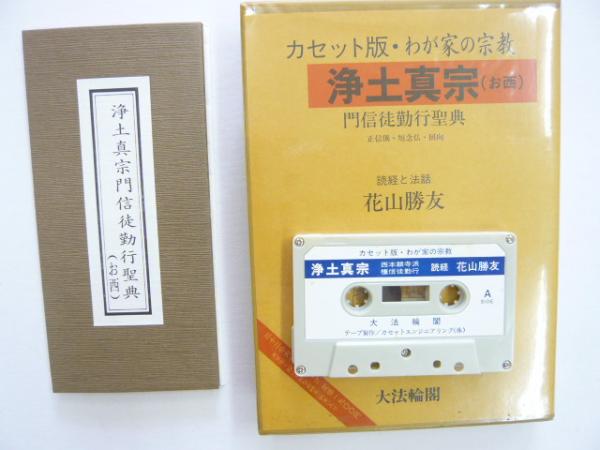 浄土真宗門信徒勤行聖典
(お西)
カセット版・わが家の宗教
浄土真宗(お西)
門信徒勤行聖典
正信偈・短念仏・回向
読経と法話
花山勝友
カセット版・わが家の宗教
浄土真宗
西本願寺派
檀信徒勤行
読経 花山勝友
A
SIDE
大法輪閣
テープ製作/カセットエンジニアリング(株)
大法輪閣